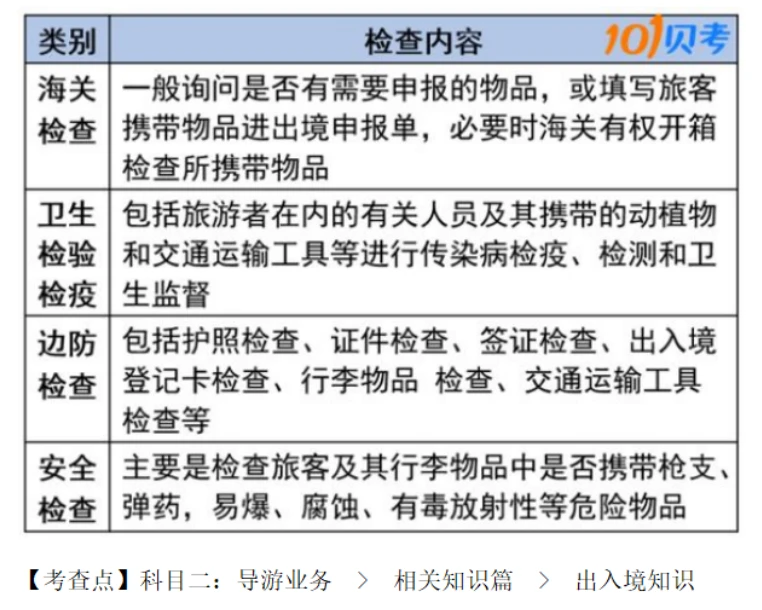 类别 检查内容 101贝考
海关 一般询问是否有需要申报的物品，或填写旅客
检查 携带物品进出境申报单，必要时海关有权开箱
检查所携带物品
卫生 包括旅游者在内的有关人员及其携带的动植物
检验 和交通运输工具等进行传染病检疫、检测和卫
检疫 生监督
边防 包括护照检查、证件检查、签证检查、出入境
检查 登记卡检查、行李物品 检查、交通运输工具
检查等
安全 主要是检查旅客及其行李物品中是否携带枪支、
检查 弹药，易爆、腐蚀、有毒放射性等危险物品
【考查点】科目二：导游业务 > 相关知识篇 > 出入境知识